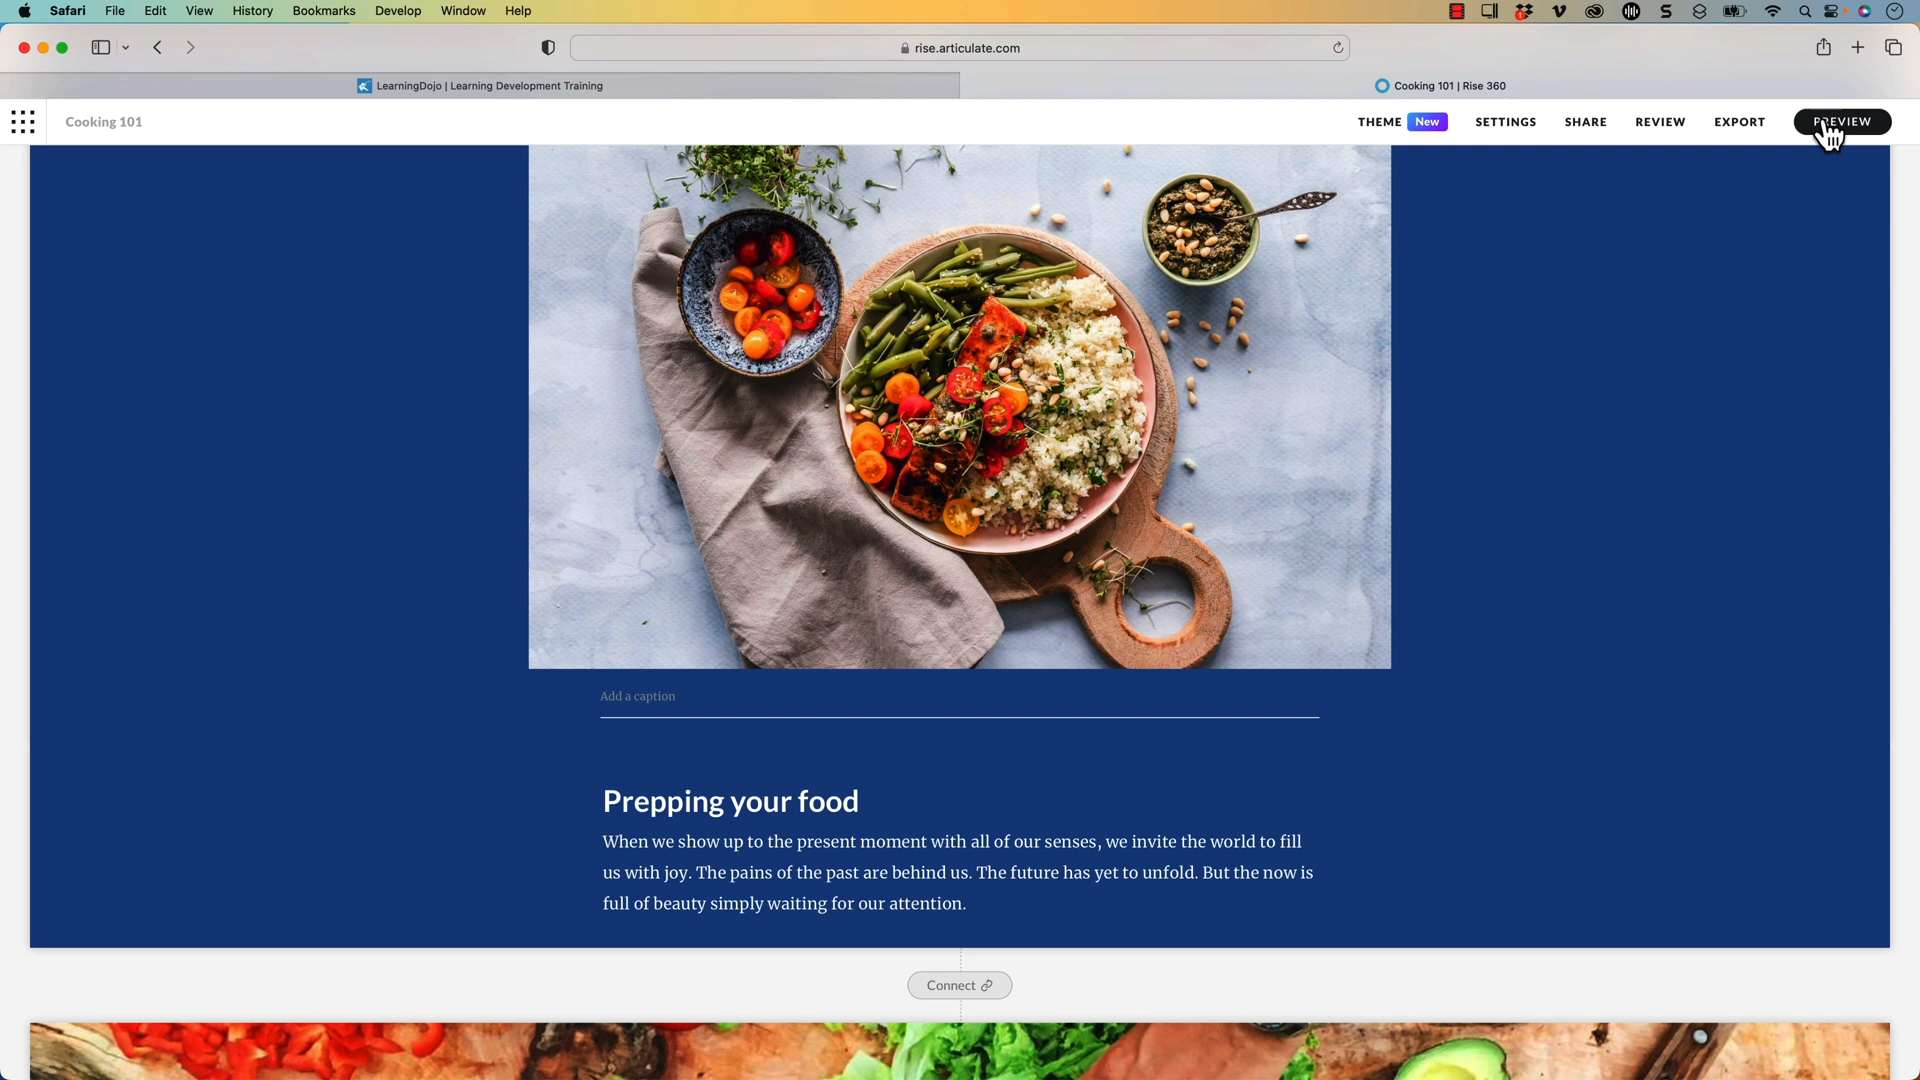 Safari File Edit View History Bookmarks Develop Window Help
rise.articulate.com
LearningDojo | Learning Development Training
Cooking 101 | Rise 360
Cooking 101
THEME New SETTINGS SHARE REVIEW EXPORT PREVIEW
Add a caption
Prepping your food
When we show up to the present moment with all of our senses, we invite the world to fill
us with joy. The pains of the past are behind us. The future has yet to unfold. But the now is
full of beauty simply waiting for our attention.
Connect